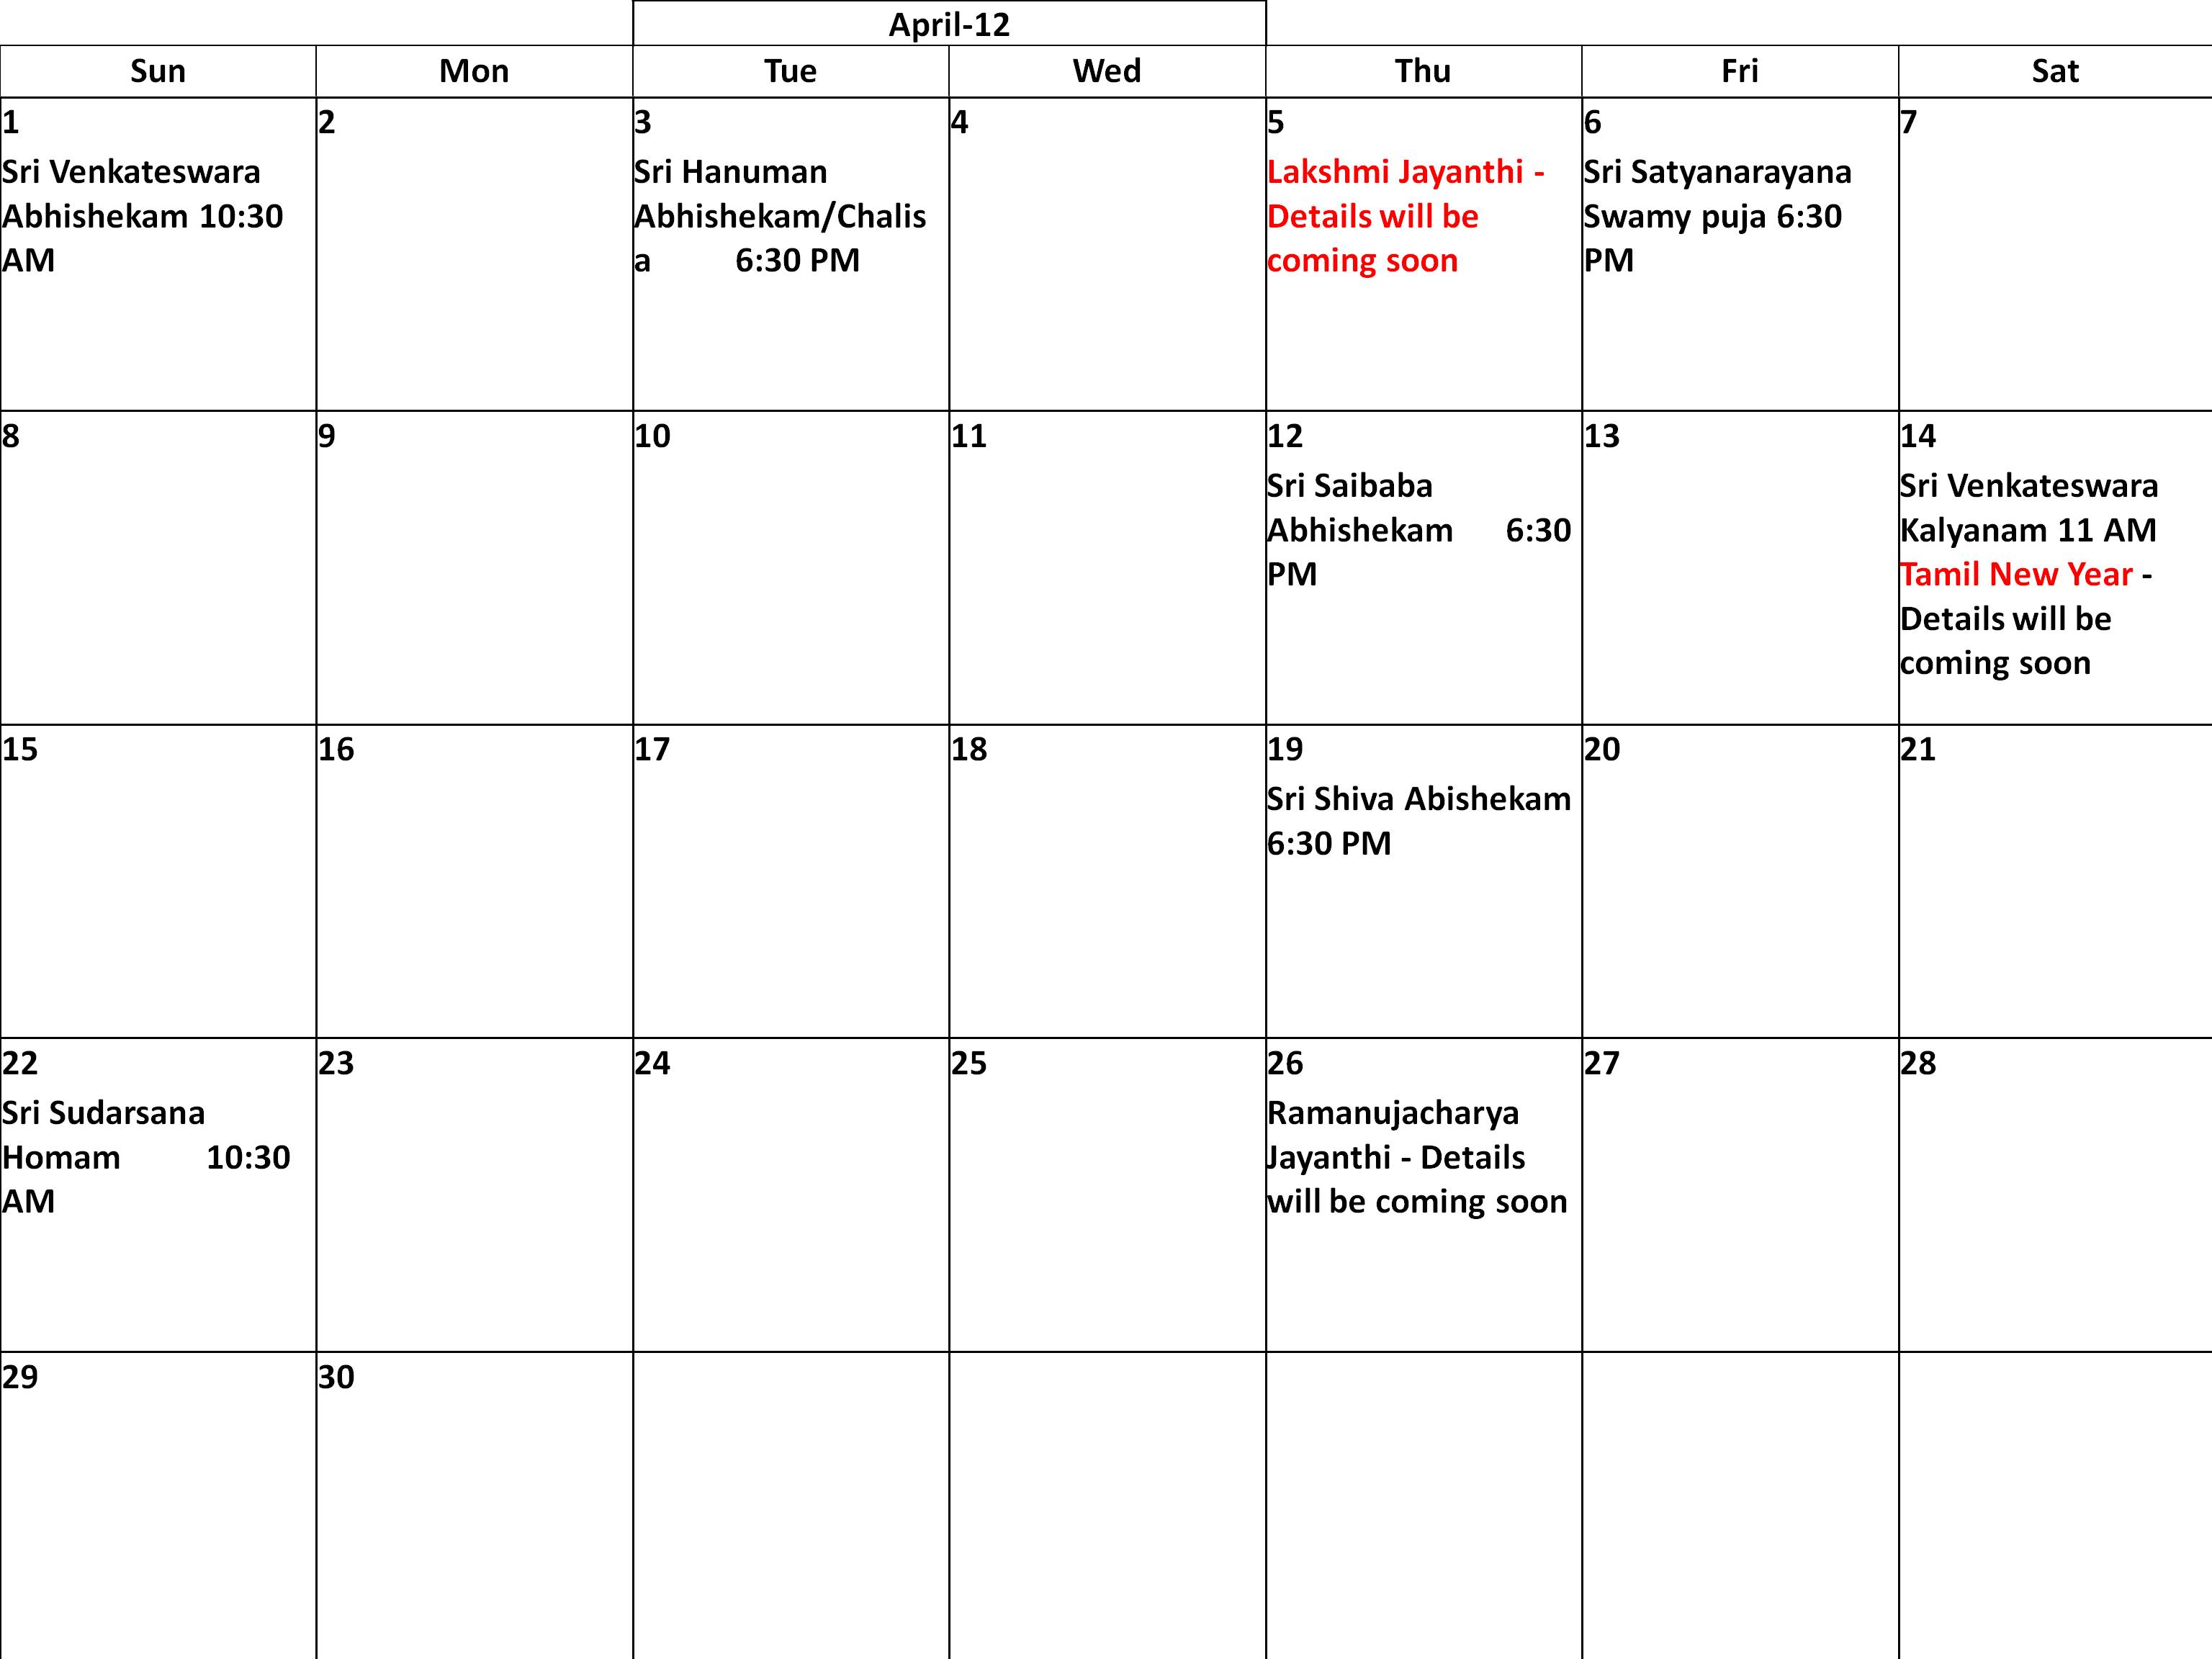 April-12
Sun Mon Tue Wed Thu Fri Sat
1
Sri Venkateswara
Abhishekam 10:30
AM
2
3
Sri Hanuman
Abhishekam/Chalis
a 6:30 PM
4
5
Lakshmi Jayanthi -
Details will be
coming soon
6
Sri Satyanarayana
Swamy puja 6:30
PM
7
8
9
10
11
12
Sri Saibaba
Abhishekam 6:30
PM
13
14
Sri Venkateswara
Kalyanam 11 AM
Tamil New Year -
Details will be
coming soon
15
16
17
18
19
Sri Shiva Abishekam
6:30 PM
20
21
22
Sri Sudarsana
Homam 10:30
AM
23
24
25
26
Ramanujacharya
Jayanthi - Details
will be coming soon
27
28
29
30